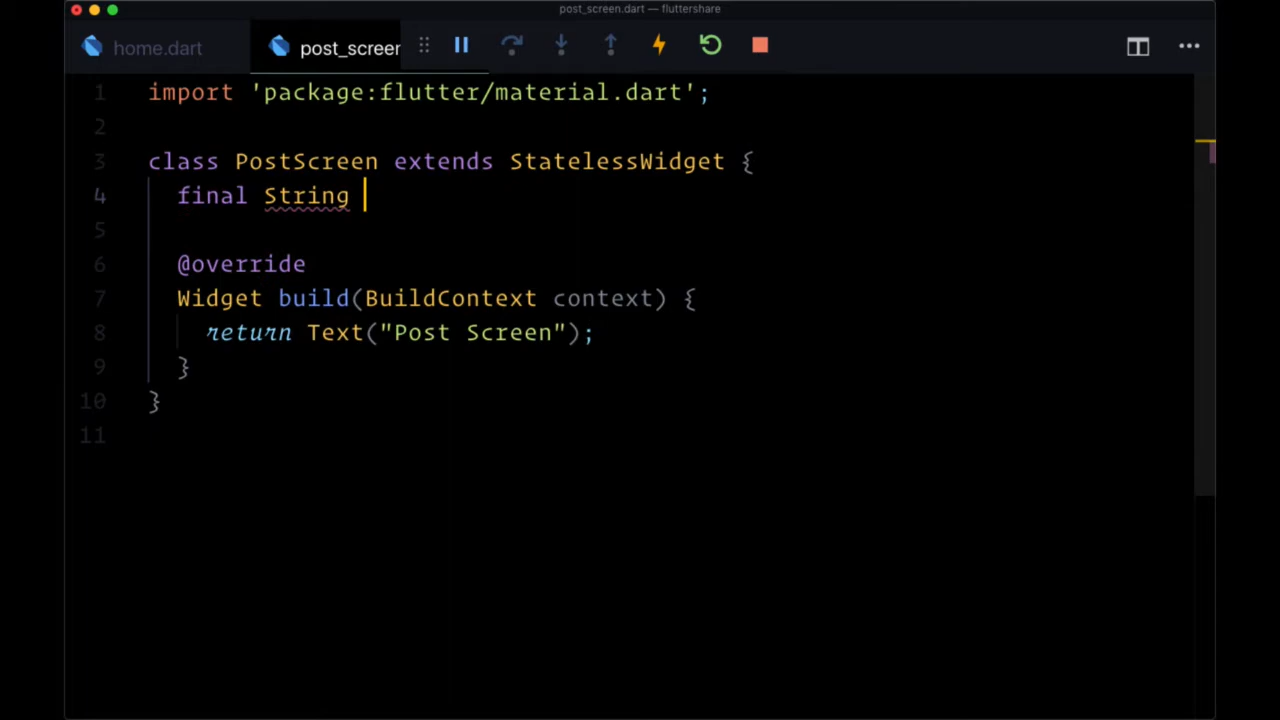 post_screen.dart — fluttershare
home.dart
post_screen
1 import 'package:flutter/material.dart';
2
3 class PostScreen extends StatelessWidget {
4 final String
5
6 @override
7 Widget build(BuildContext context) {
8 return Text("Post Screen");
9 }
10 }
11